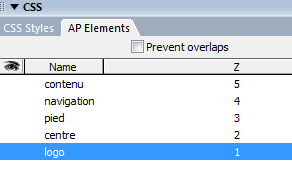 CSS
CSS Styles AP Elements
Prevent overlaps
Name Z
contenu 5
navigation 4
pied 3
centre 2
logo 1